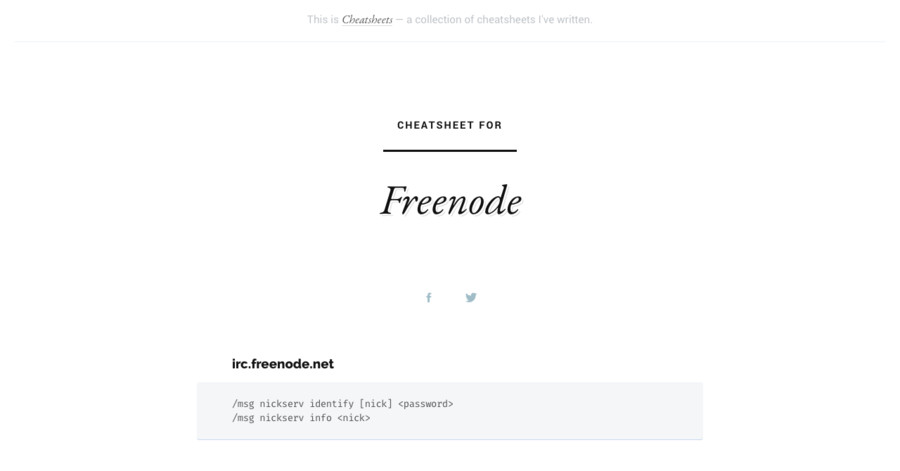 This is Cheatsheets — a collection of cheatsheets I've written.
CHEATSHEET FOR
Freenode
irc.freenode.net
/msg nickserv identify [nick] <password>
/msg nickserv info <nick>